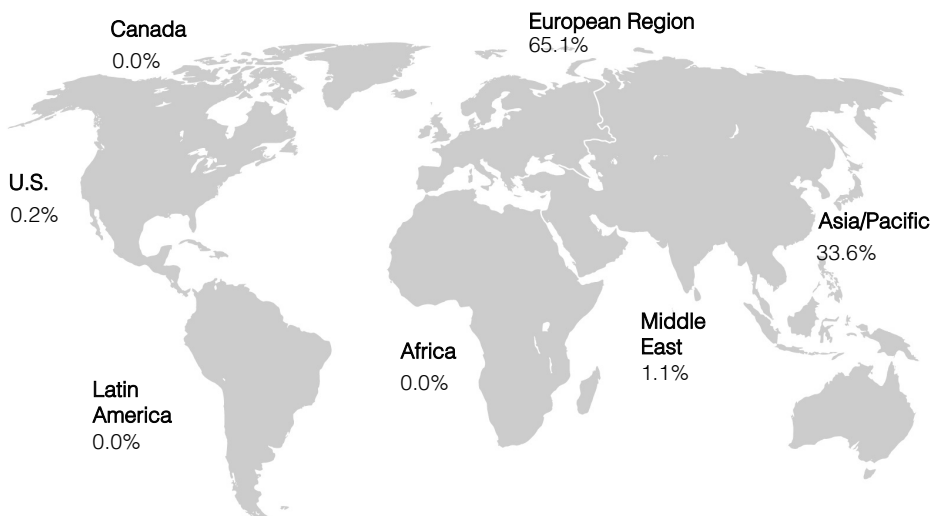 European Region
65.1%
Canada
0.0%
U.S.
0.2%
Asia/Pacific
33.6%
Middle
East
1.1%
Africa
0.0%
Latin
America
0.0%